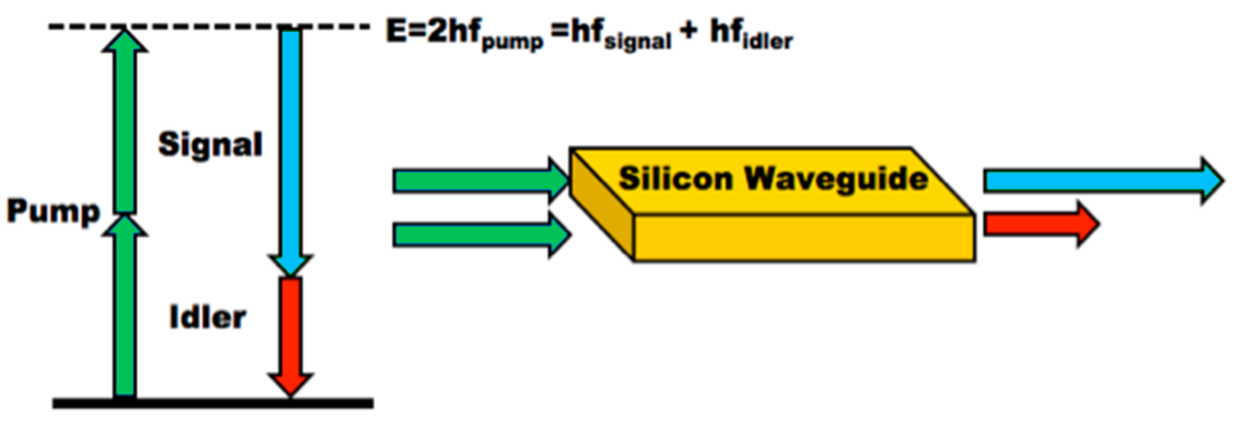 E=2hfpump =hfsignal + hfidler
Signal
Silicon Waveguide
Pump
Idler